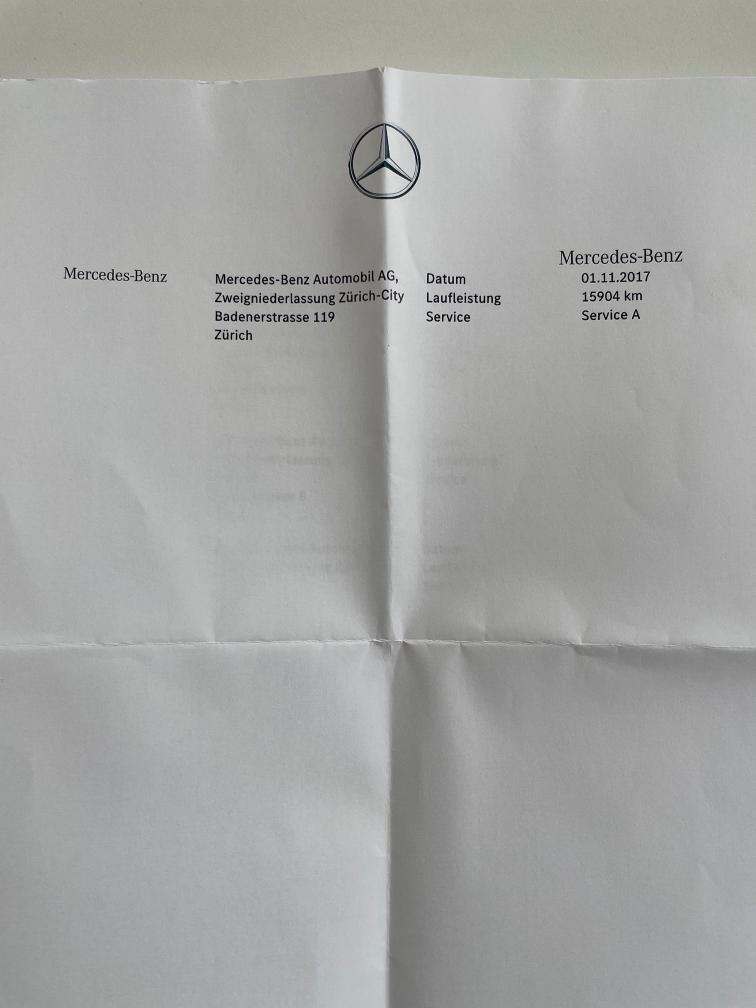 Mercedes-Benz
Mercedes-Benz
Mercedes-Benz Automobil AG,
Zweigniederlassung Zürich-City
Badenerstrasse 119
Zürich
Datum 01.11.2017
Laufleistung 15904 km
Service Service A